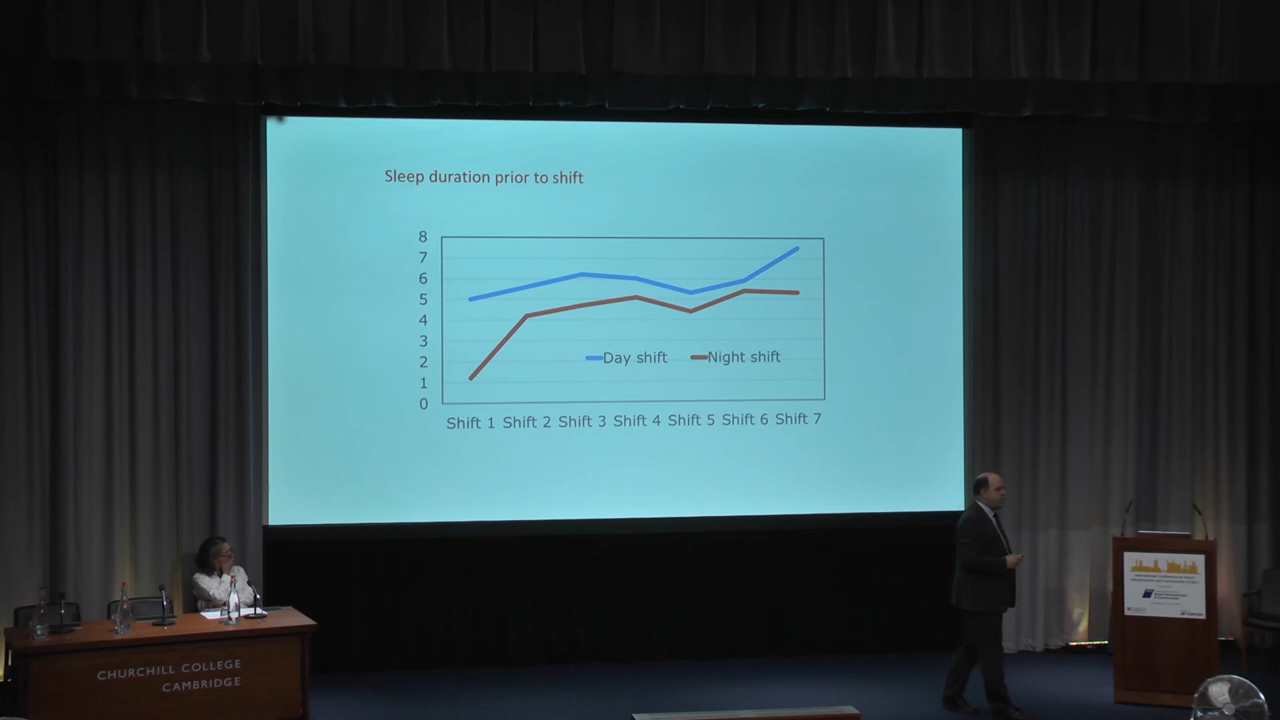 Sleep duration prior to shift
8
7
6
5
4
3
2
1
0
Day shift
Night shift
Shift 1 Shift 2 Shift 3 Shift 4 Shift 5 Shift 6 Shift 7
CHURCHILL COLLEGE
CAMBRIDGE